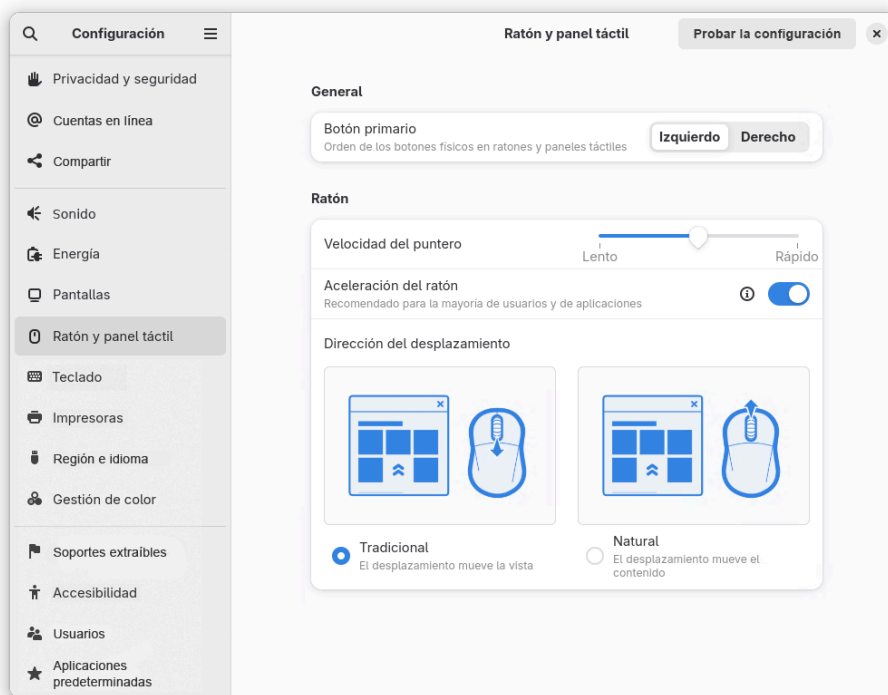 Configuración
Privacidad y seguridad
Cuentas en línea
Compartir
Sonido
Energía
Pantallas
Ratón y panel táctil
Teclado
Impresoras
Región e idioma
Gestión de color
Soportes extraíbles
Accesibilidad
Usuarios
Aplicaciones
predeterminadas
Ratón y panel táctil
Probar la configuración
General
Botón primario
Orden de los botones físicos en ratones y paneles táctiles
Izquierdo
Derecho
Ratón
Velocidad del puntero
Lento
Rápido
Aceleración del ratón
Recomendado para la mayoría de usuarios y de aplicaciones
Dirección del desplazamiento
Tradicional
El desplazamiento mueve la vista
Natural
El desplazamiento mueve el
contenido